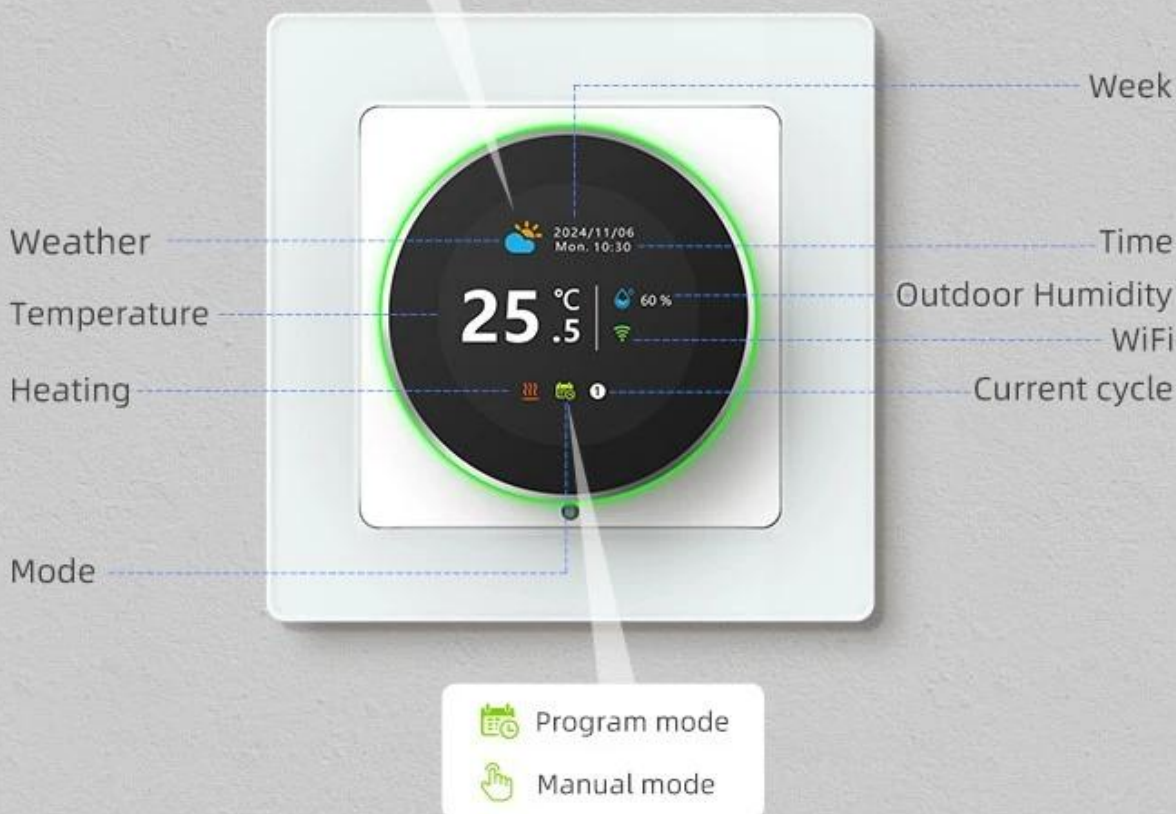 Week
Weather
2024/11/06
Mon. 10:30
Time
Temperature
25 .5 °C
60 %
Outdoor Humidity
WiFi
Heating
1
Current cycle
Mode
Program mode
Manual mode